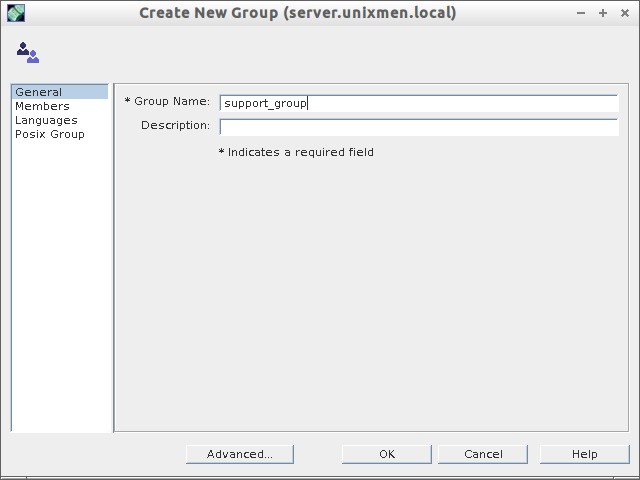 Create New Group (server.unixmen.local)
General
Members
Languages
Posix Group
* Group Name: support_group
Description:
* Indicates a required field
Advanced... OK Cancel Help